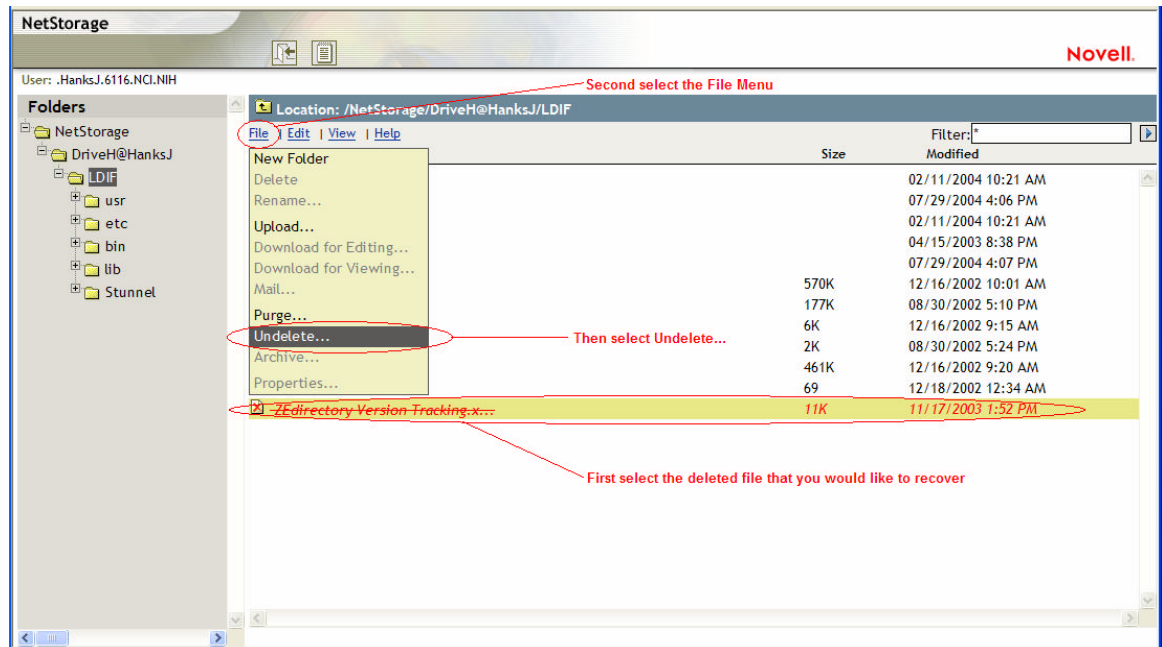 NetStorage
Novell.
User: .HanksJ.6116.NCI.NIH
Second select the File Menu
Folders
Location: /NetStorage/DriveH@HanksJ/LDIF
NetStorage
File | Edit | View | Help
Filter:*
DriveH@HanksJ
Size Modified
LDIF
usr
etc
bin
lib
Stunnel
New Folder
Delete
Rename...
Upload...
Download for Editing...
Download for Viewing...
Mail...
Purge...
Undelete...
Archive...
Properties...
Then select Undelete...
02/11/2004 10:21 AM
07/29/2004 4:06 PM
02/11/2004 10:21 AM
04/15/2003 8:38 PM
07/29/2004 4:07 PM
570K 12/16/2002 10:01 AM
177K 08/30/2002 5:10 PM
6K 12/16/2002 9:15 AM
2K 08/30/2002 5:24 PM
461K 12/16/2002 9:20 AM
69 12/18/2002 12:34 AM
ZEdirectory Version Tracking.x... 11K 11/17/2003 1:52 PM
First select the deleted file that you would like to recover